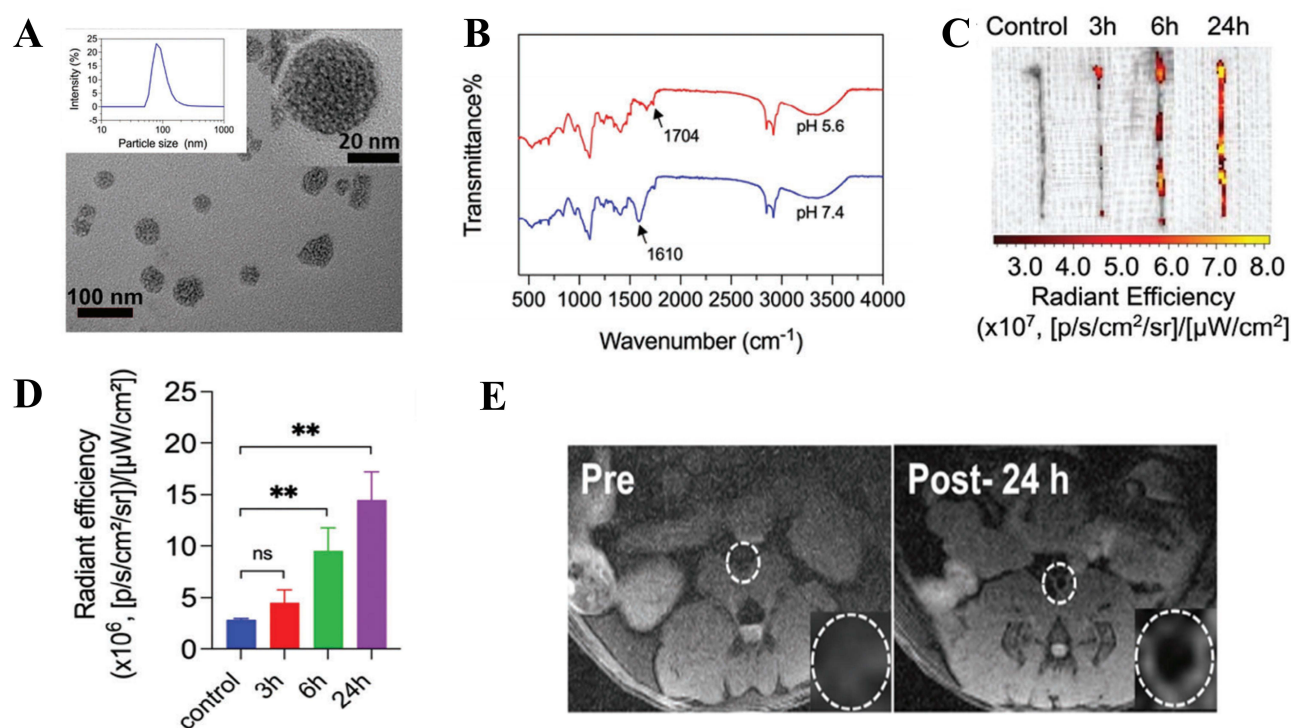 A
Intensity (%)
25
20
15
10
5
0
-5
10
100
1000
Particle size (nm)
20 nm
100 nm
B
Transmittance%
1704
pH 5.6
pH 7.4
1610
500 1000 1500 2000 2500 3000 3500 4000
Wavenumber (cm⁻¹)
C
Control 3h 6h 24h
3.0 4.0 5.0 6.0 7.0 8.0
Radiant Efficiency
(x10⁷, [p/s/cm²/sr]/[µW/cm²]
D
Radiant efficiency
(x10⁶, [p/s/cm²/sr])/[µW/cm²])
25
20
15
10
5
0
**
**
ns
control
3h
6h
24h
E
Pre
Post- 24 h